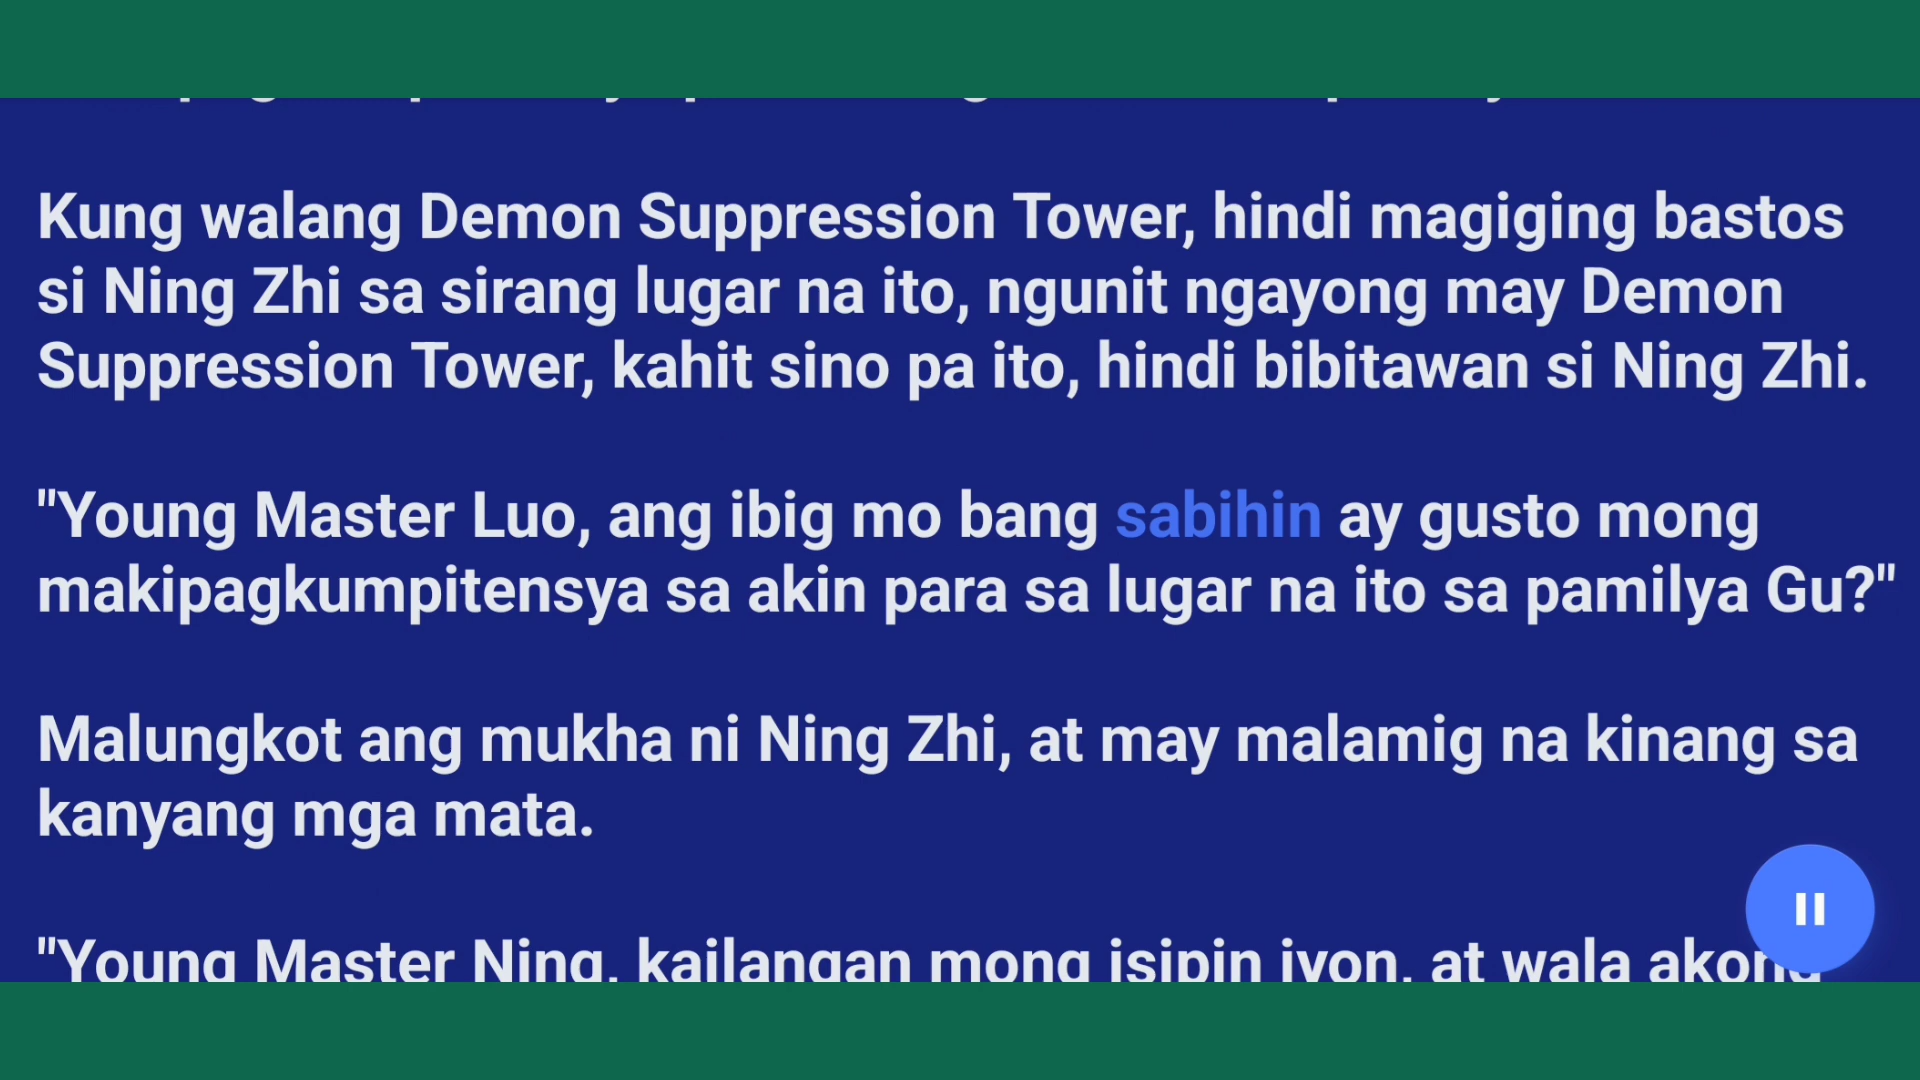 Kung walang Demon Suppression Tower, hindi magiging bastos
si Ning Zhi sa sirang lugar na ito, ngunit ngayong may Demon
Suppression Tower, kahit sino pa ito, hindi bibitawan si Ning Zhi.
"Young Master Luo, ang ibig mo bang sabihin ay gusto mong
makipagkumpitensya sa akin para sa lugar na ito sa pamilya Gu?"
Malungkot ang mukha ni Ning Zhi, at may malamig na kinang sa
kanyang mga mata.
"Young Master Ning, kailangan mong isipin iyon, at wala akong